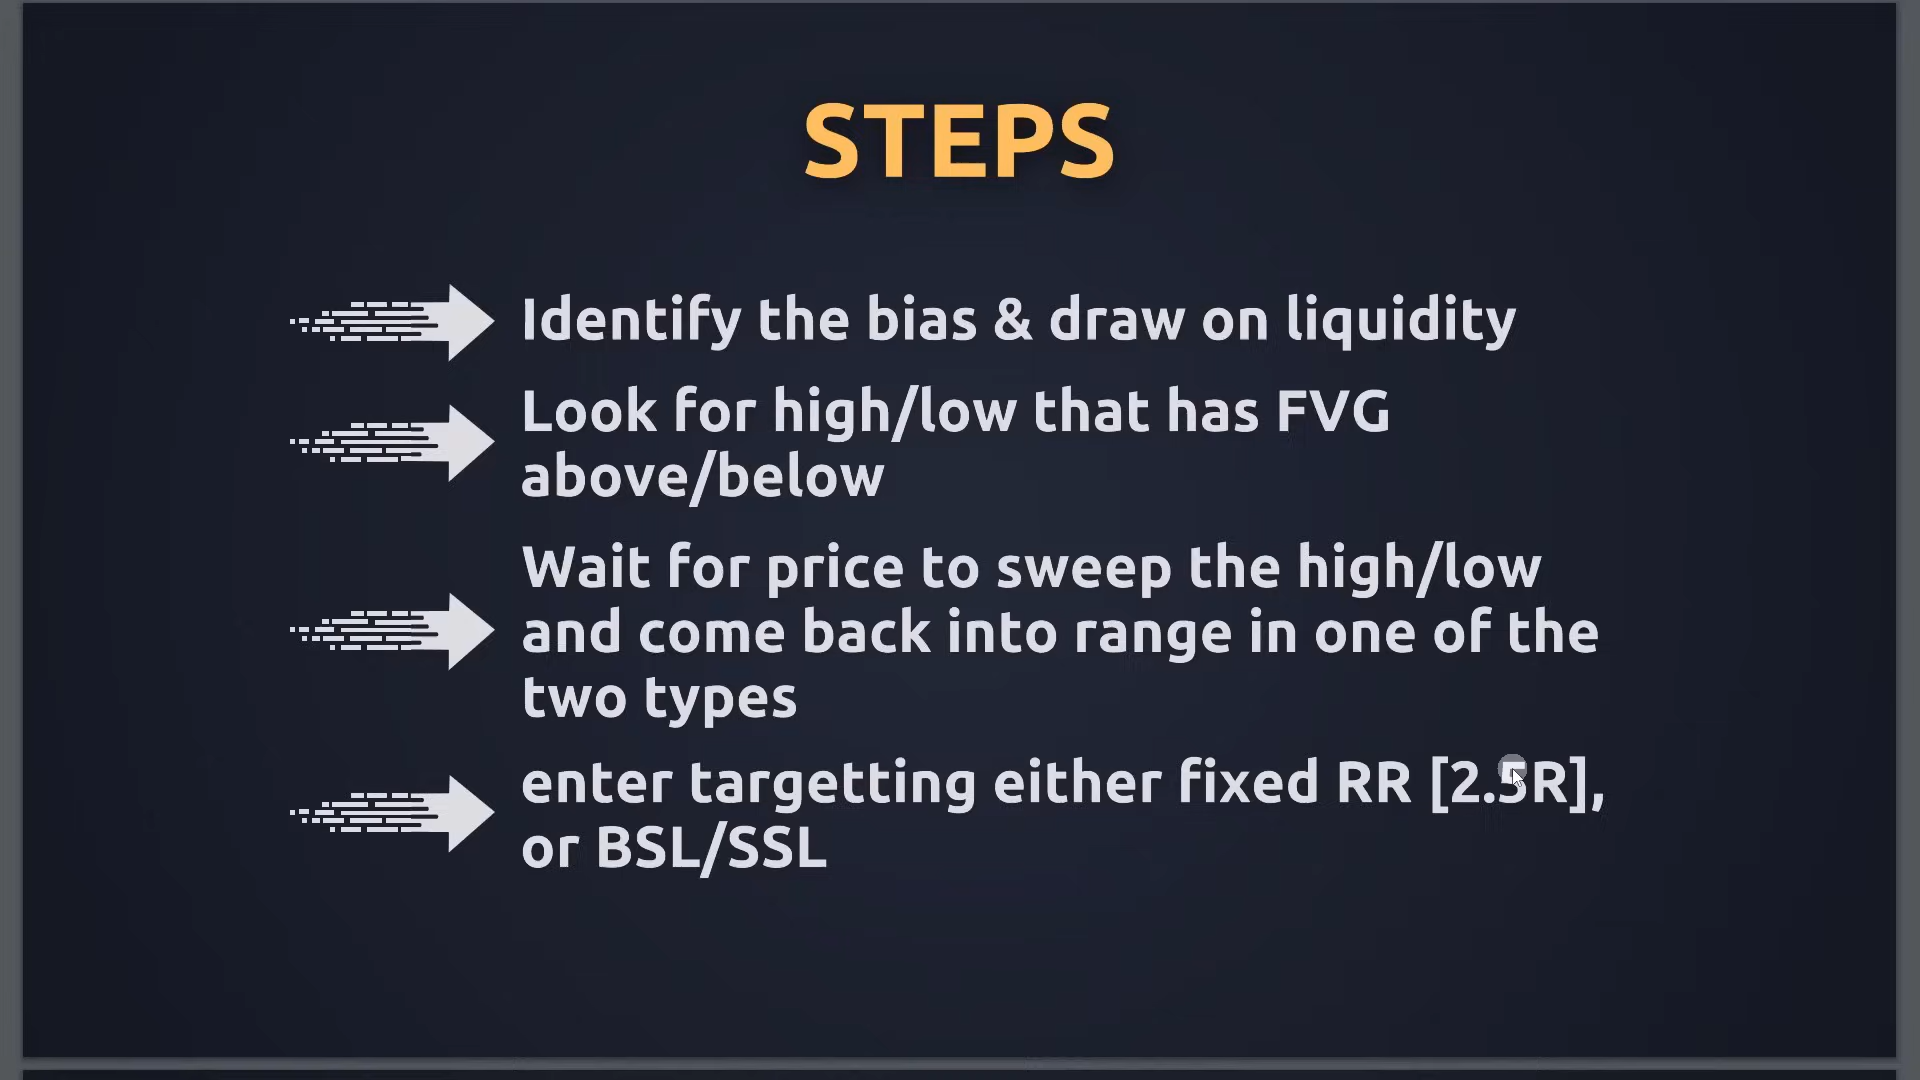 STEPS
Identify the bias & draw on liquidity
Look for high/low that has FVG
above/below
Wait for price to sweep the high/low
and come back into range in one of the
two types
enter targetting either fixed RR [2.5R],
or BSL/SSL